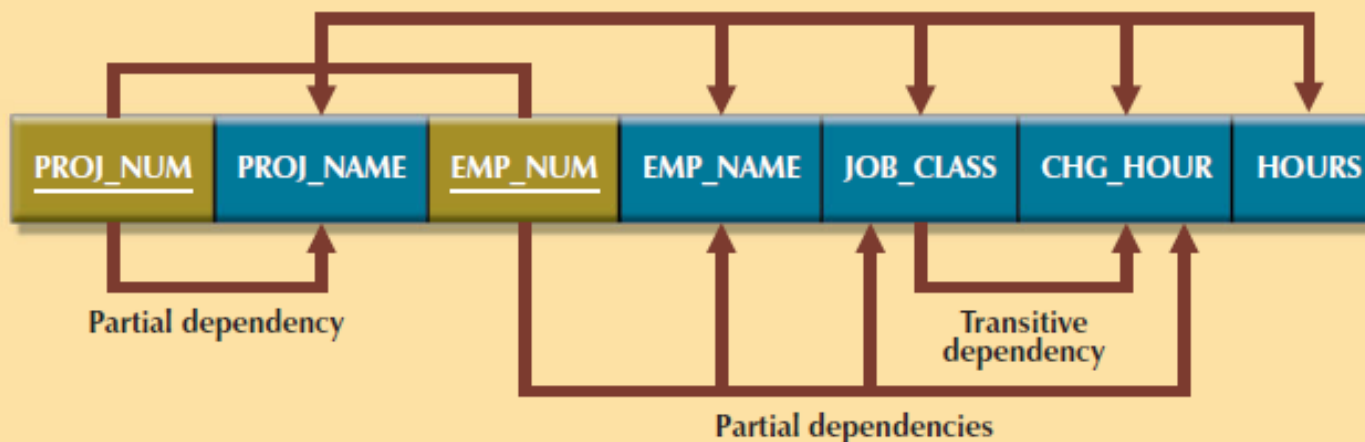 PROJ_NUM PROJ_NAME EMP_NUM EMP_NAME JOB_CLASS CHG_HOUR HOURS
Partial dependency
Transitive
dependency
Partial dependencies